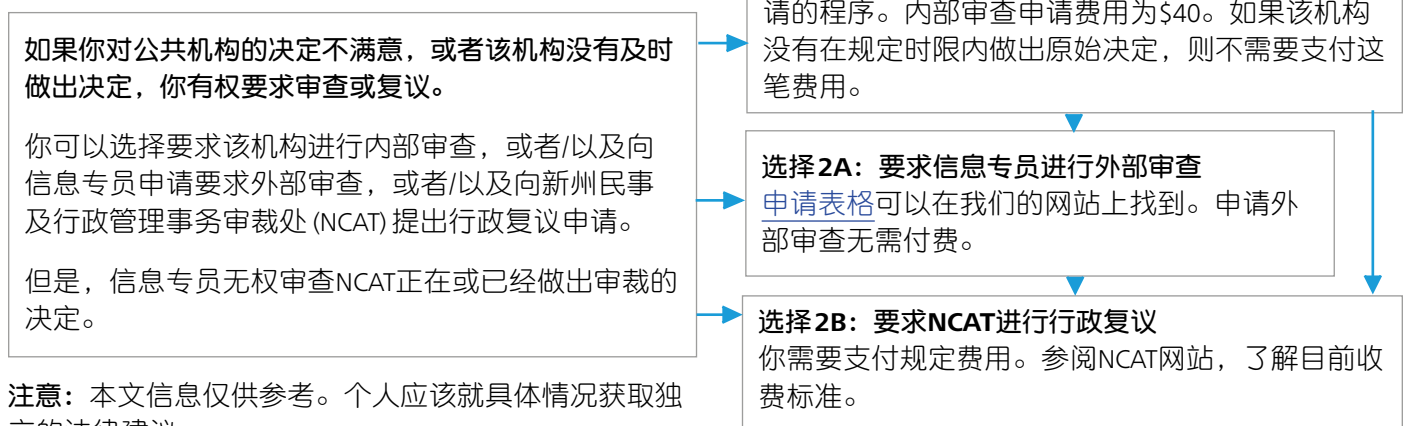 如果你对公共机构的决定不满意，或者该机构没有及时
做出决定，你有权要求审查或复议。
你可以选择要求该机构进行内部审查，或者/以及向
信息专员申请要求外部审查，或者/以及向新州民事
及行政管理事务审裁处 (NCAT) 提出行政复议申请。
但是，信息专员无权审查NCAT正在或已经做出审裁的
决定。
注意：本文信息仅供参考。个人应该就具体情况获取独
立的法律建议
请的程序。内部审查申请费用为$40。如果该机构
没有在规定时限内做出原始决定，则不需要支付这
笔费用。
选择2A：要求信息专员进行外部审查
申请表格可以在我们的网站上找到。申请外
部审查无需付费。
选择2B：要求NCAT进行行政复议
你需要支付规定费用。参阅NCAT网站，了解目前收
费标准。